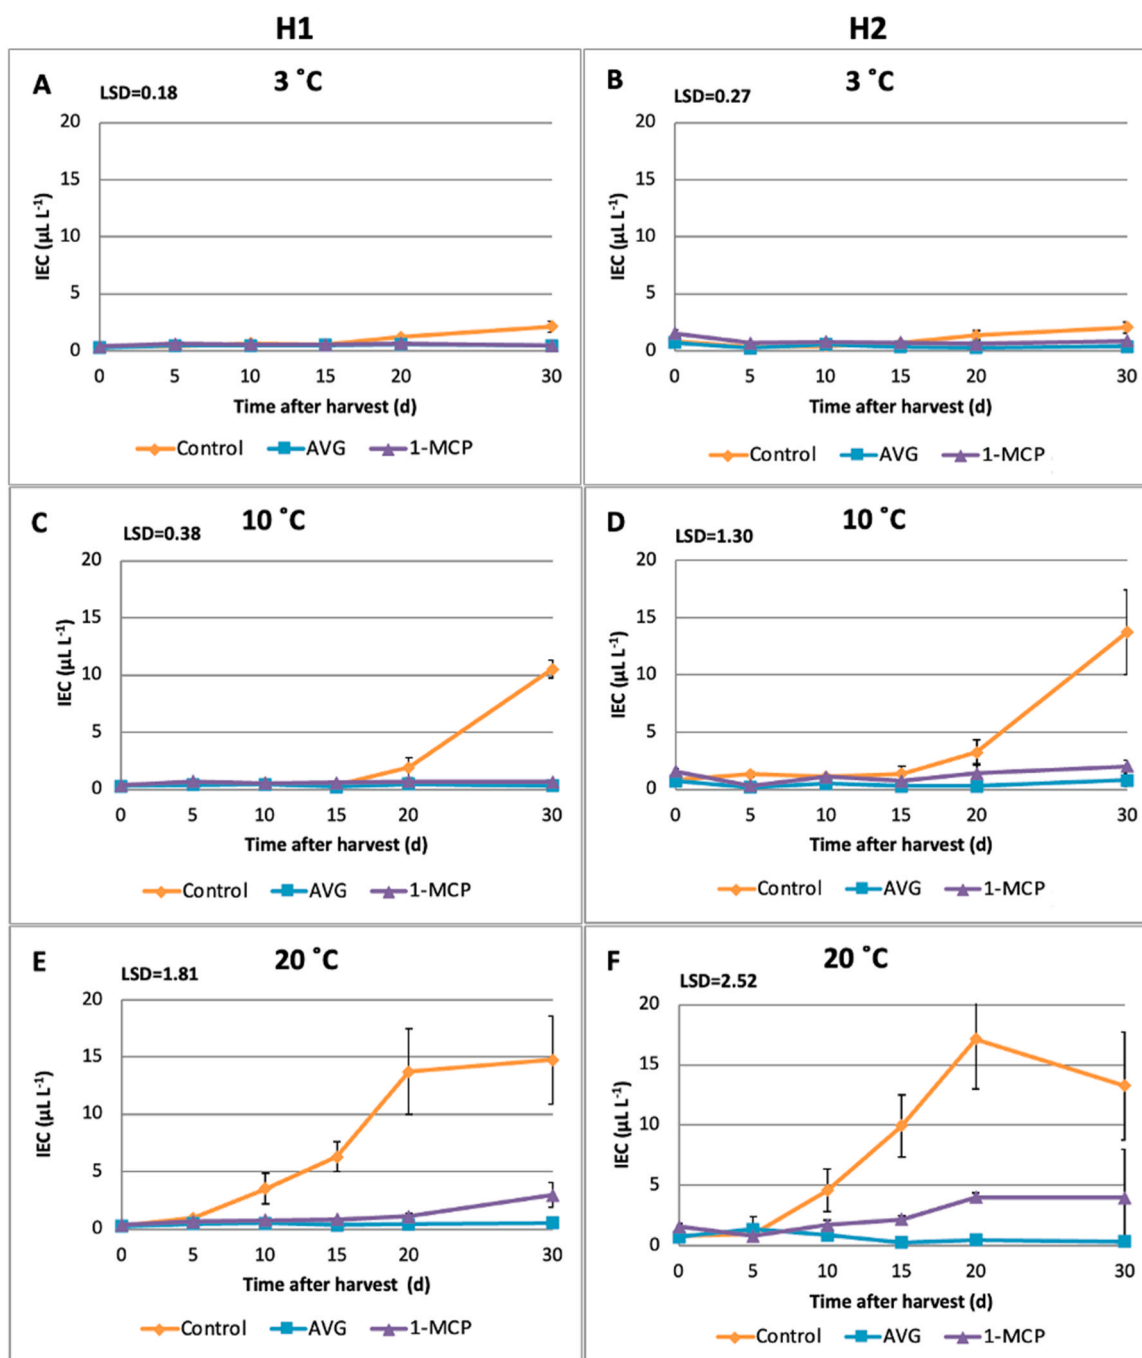 H1 H2
A 3 ˚C
LSD=0.18
20
15
10
5
0
IEC (µL L-1)
0 5 10 15 20 30
Time after harvest (d)
Control AVG 1-MCP
B 3 ˚C
LSD=0.27
20
15
10
5
0
IEC (µL L-1)
0 5 10 15 20 30
Time after harvest (d)
Control AVG 1-MCP
C 10 ˚C
LSD=0.38
20
15
10
5
0
IEC (µL L-1)
0 5 10 15 20 30
Time after harvest (d)
Control AVG 1-MCP
D 10 ˚C
LSD=1.30
20
15
10
5
0
IEC (µL L-1)
0 5 10 15 20 30
Time after harvest (d)
Control AVG 1-MCP
E 20 ˚C
LSD=1.81
20
15
10
5
0
IEC (µL L-1)
0 5 10 15 20 30
Time after harvest (d)
Control AVG 1-MCP
F 20 ˚C
LSD=2.52
20
15
10
5
0
IEC (µL L-1)
0 5 10 15 20 30
Time after harvest (d)
Control AVG 1-MCP